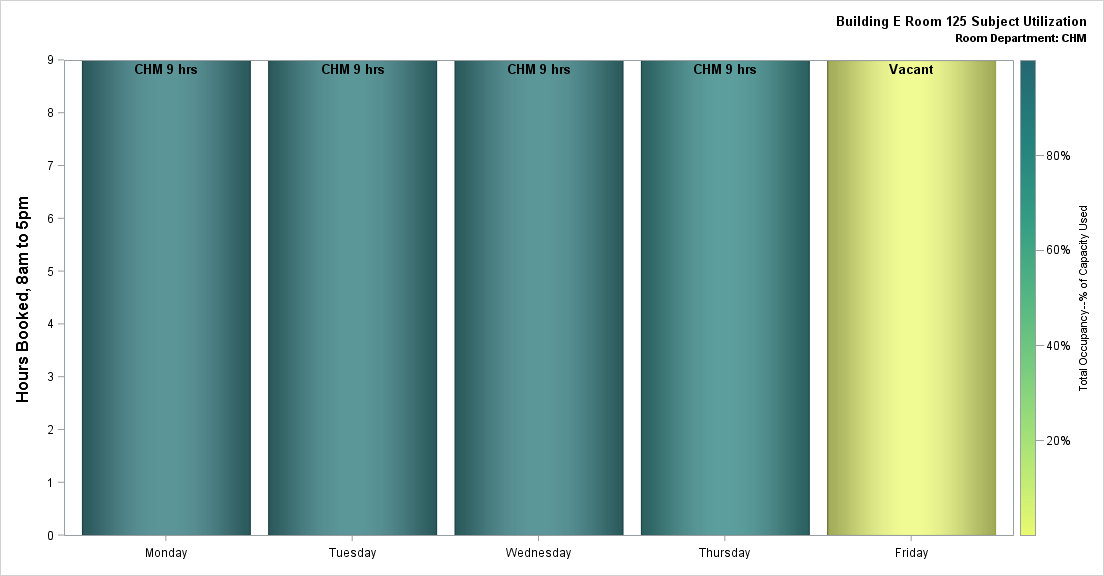 Building E Room 125 Subject Utilization
Room Department: CHM
Hours Booked, 8am to 5pm
9
8
7
6
5
4
3
2
1
0
CHM 9 hrs
CHM 9 hrs
CHM 9 hrs
CHM 9 hrs
Vacant
Monday
Tuesday
Wednesday
Thursday
Friday
80%
60%
40%
20%
Total Occupancy--% of Capacity Used